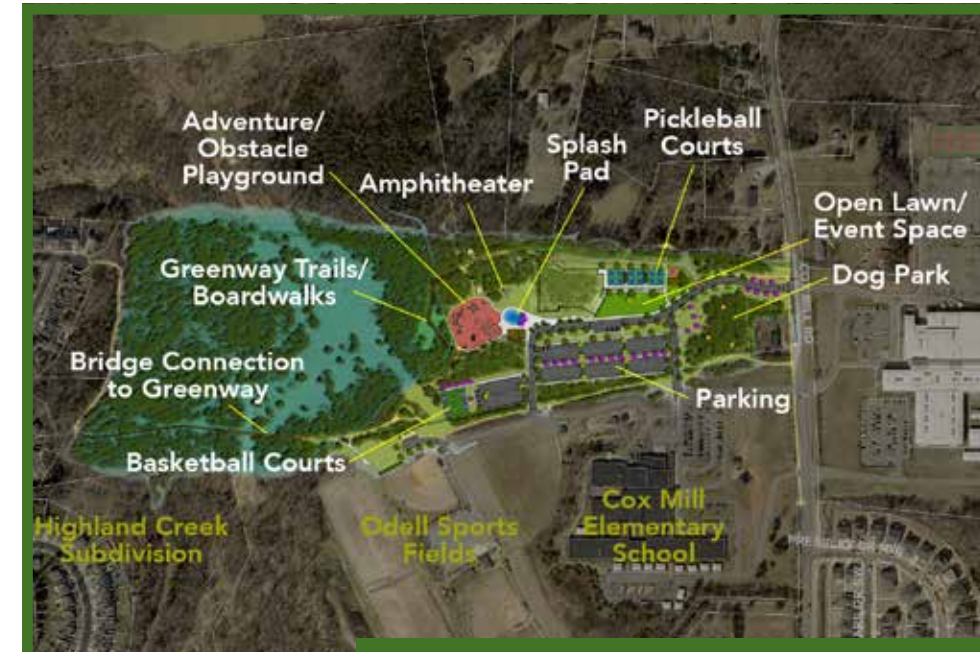 Adventure/
Obstacle
Playground
Amphitheater
Splash
Pad
Pickleball
Courts
Open Lawn/
Event Space
Dog Park
Greenway Trails/
Boardwalks
Bridge Connection
to Greenway
Parking
Basketball Courts
Highland Creek
Subdivision
Odell Sports
Fields
Cox Mill
Elementary
School